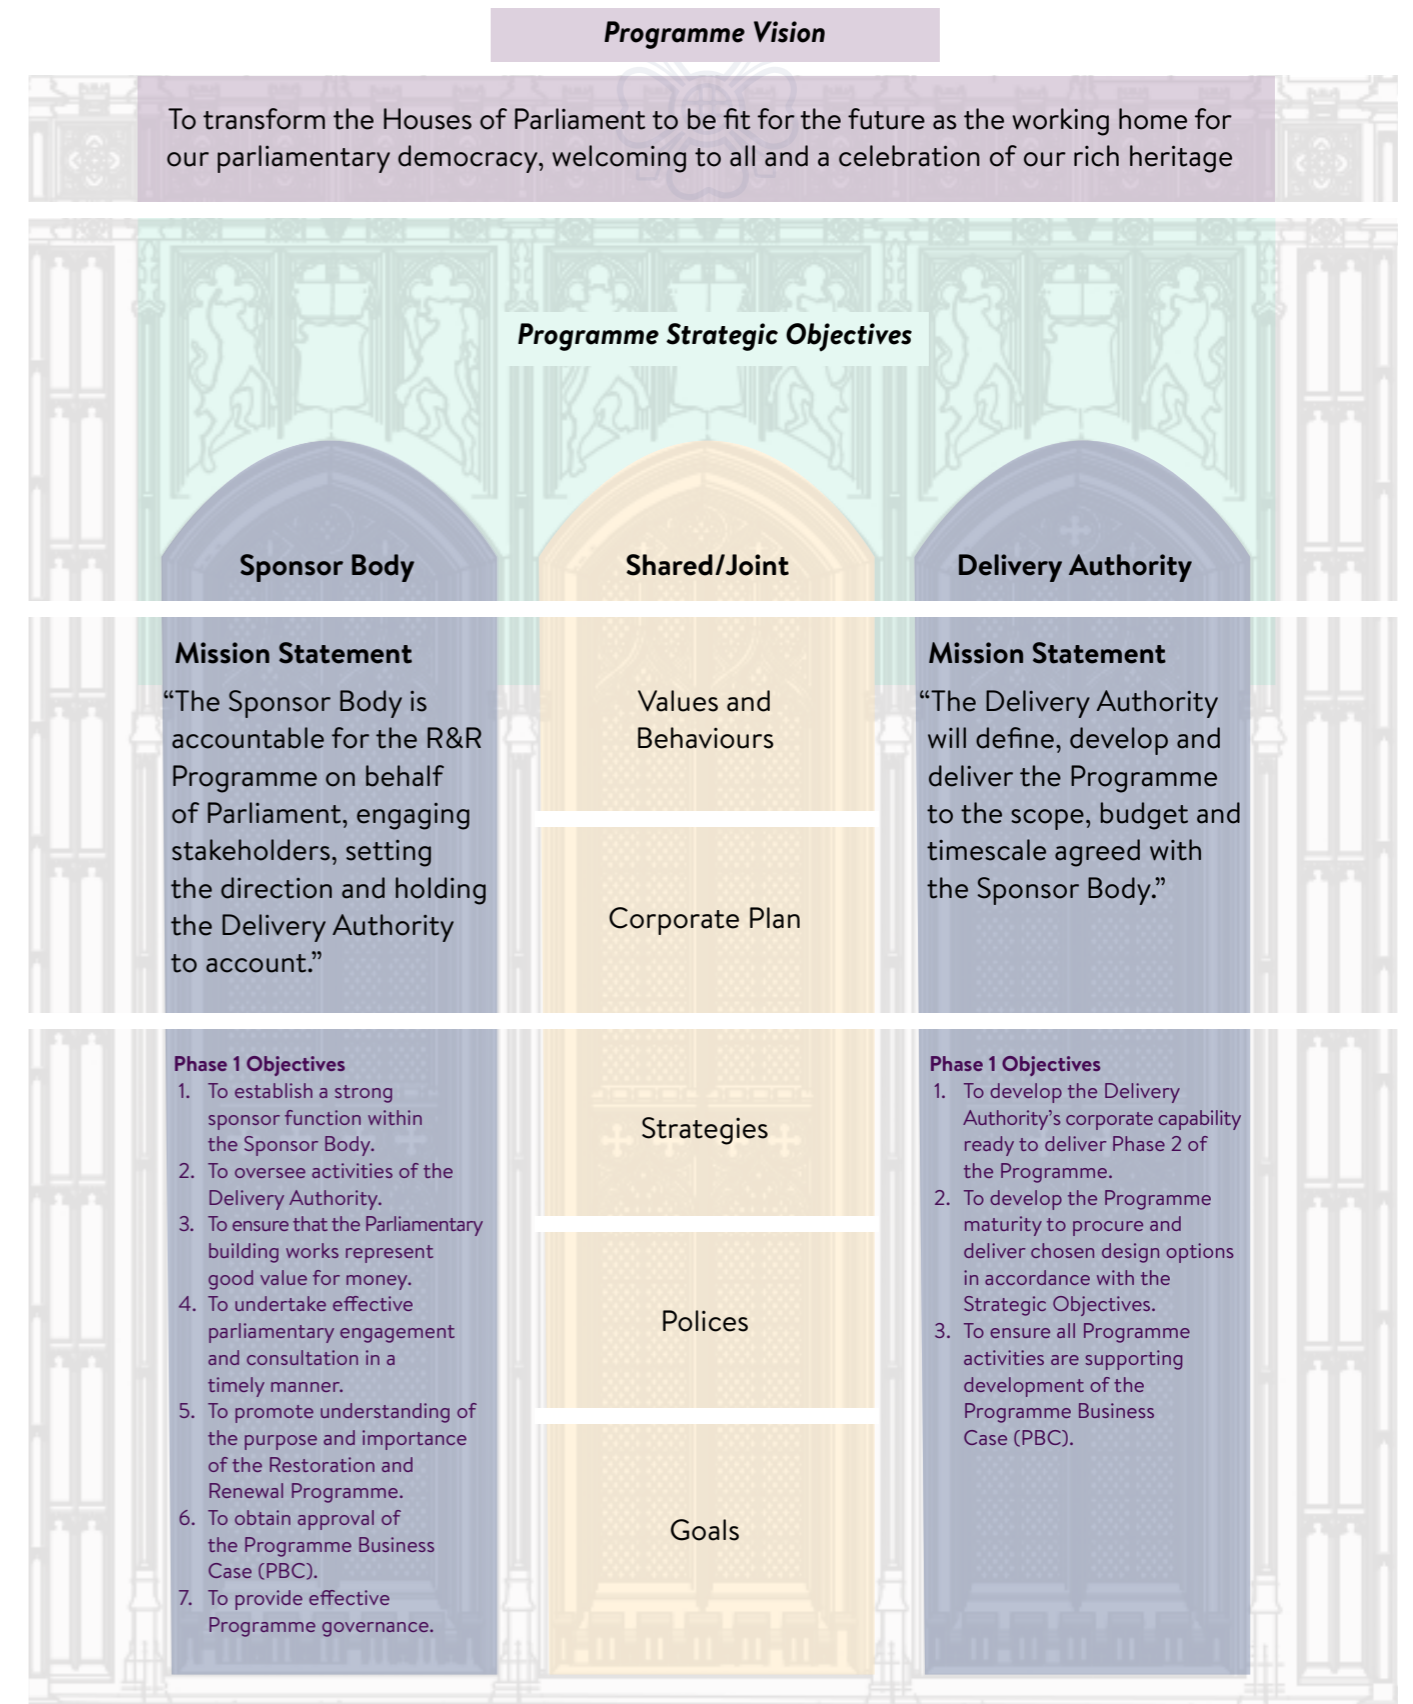 Programme Vision
To transform the Houses of Parliament to be fit for the future as the working home for
our parliamentary democracy, welcoming to all and a celebration of our rich heritage
Programme Strategic Objectives
Sponsor Body
Mission Statement
“The Sponsor Body is
accountable for the R&R
Programme on behalf
of Parliament, engaging
stakeholders, setting
the direction and holding
the Delivery Authority
to account.”
Phase 1 Objectives
1. To establish a strong
sponsor function within
the Sponsor Body.
2. To oversee activities of the
Delivery Authority.
3. To ensure that the Parliamentary
building works represent
good value for money.
4. To undertake effective
parliamentary engagement
and consultation in a
timely manner.
5. To promote understanding of
the purpose and importance
of the Restoration and
Renewal Programme.
6. To obtain approval of
the Programme Business
Case (PBC).
7. To provide effective
Programme governance.
Shared/Joint
Values and
Behaviours
Corporate Plan
Strategies
Polices
Goals
Delivery Authority
Mission Statement
“The Delivery Authority
will define, develop and
deliver the Programme
to the scope, budget and
timescale agreed with
the Sponsor Body.”
Phase 1 Objectives
1. To develop the Delivery
Authority’s corporate capability
ready to deliver Phase 2 of
the Programme.
2. To develop the Programme
maturity to procure and
deliver chosen design options
in accordance with the
Strategic Objectives.
3. To ensure all Programme
activities are supporting
development of the
Programme Business
Case (PBC).